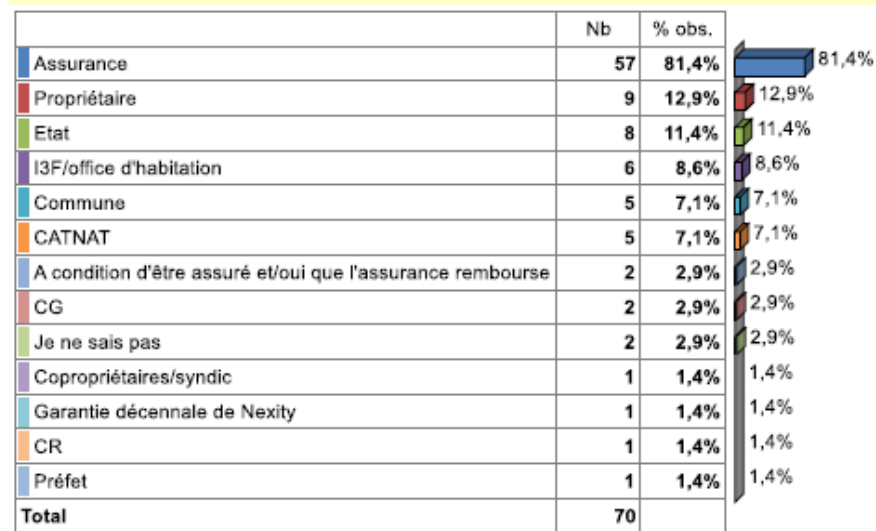 Nb % obs.
Assurance 57 81,4% 81,4%
Propriétaire 9 12,9% 12,9%
Etat 8 11,4% 11,4%
I3F/office d'habitation 6 8,6% 8,6%
Commune 5 7,1% 7,1%
CATNAT 5 7,1% 7,1%
A condition d'être assuré et/oui que l'assurance rembourse 2 2,9% 2,9%
CG 2 2,9% 2,9%
Je ne sais pas 2 2,9% 2,9%
Copropriétaires/syndic 1 1,4% 1,4%
Garantie décennale de Nexity 1 1,4% 1,4%
CR 1 1,4% 1,4%
Préfet 1 1,4% 1,4%
Total 70